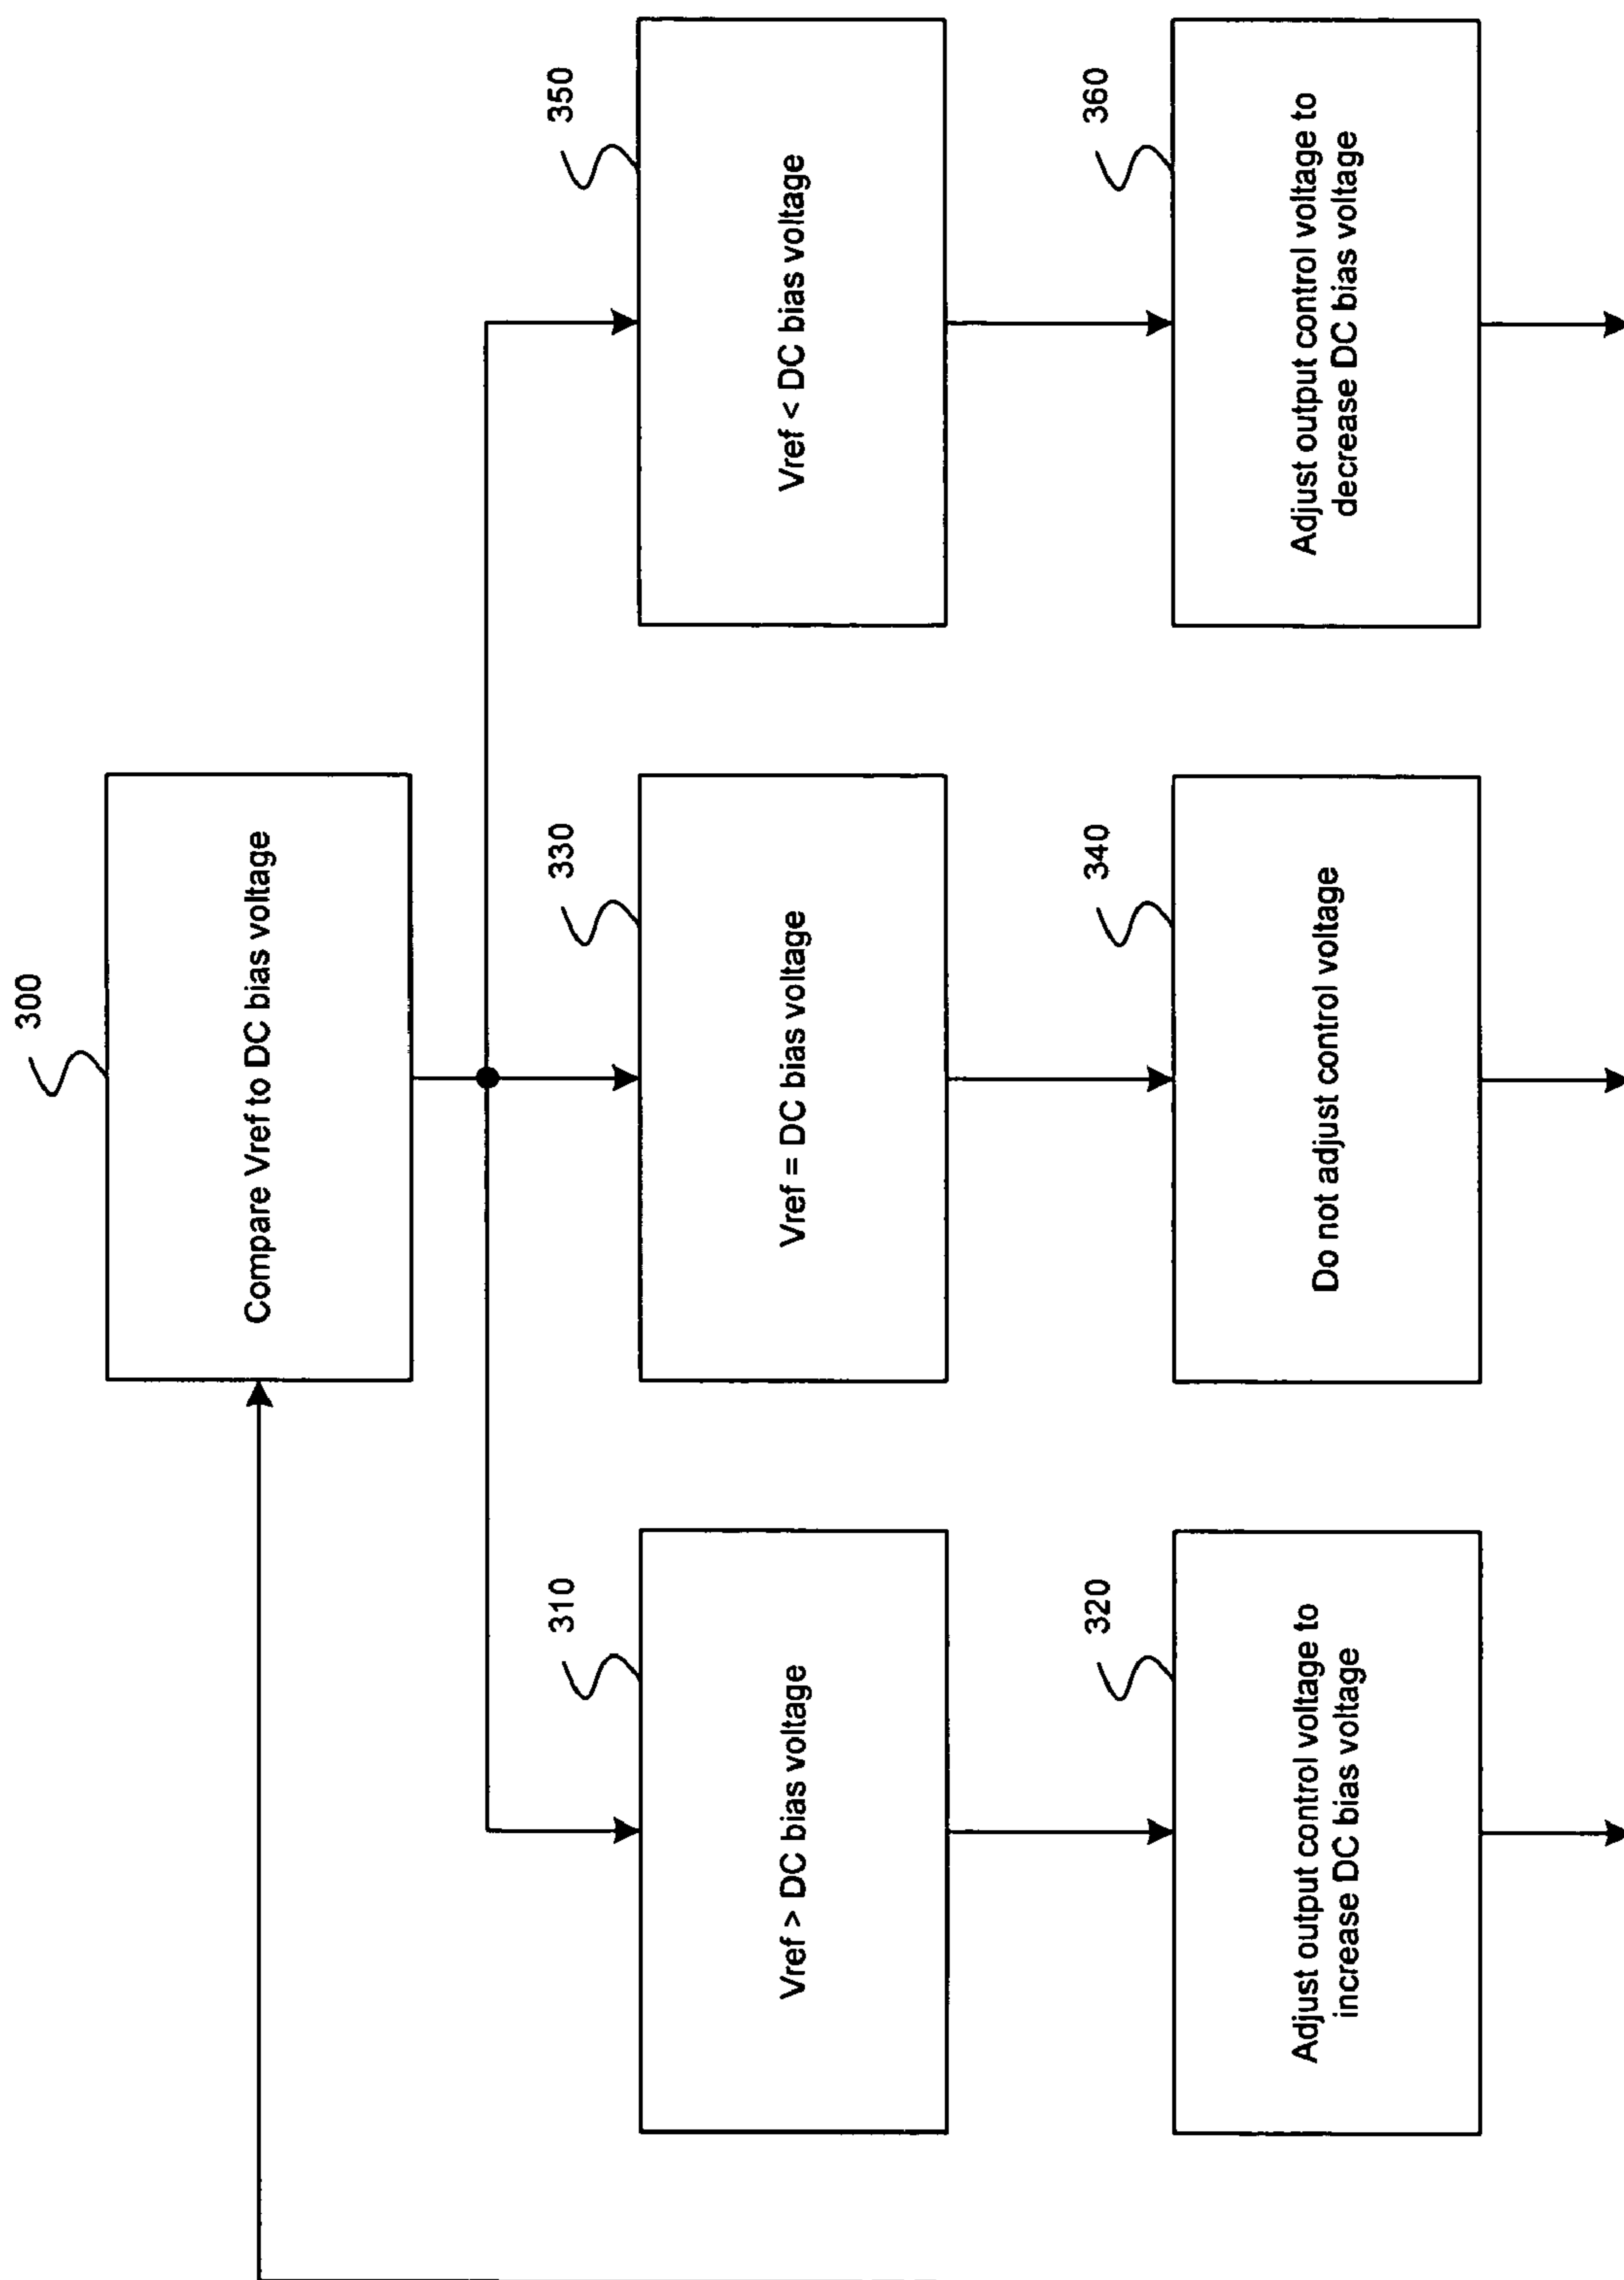 300
Compare Vref to DC bias voltage
310
Vref > DC bias voltage
330
Vref = DC bias voltage
350
Vref < DC bias voltage
320
Adjust output control voltage to
increase DC bias voltage
340
Do not adjust control voltage
360
Adjust output control voltage to
decrease DC bias voltage